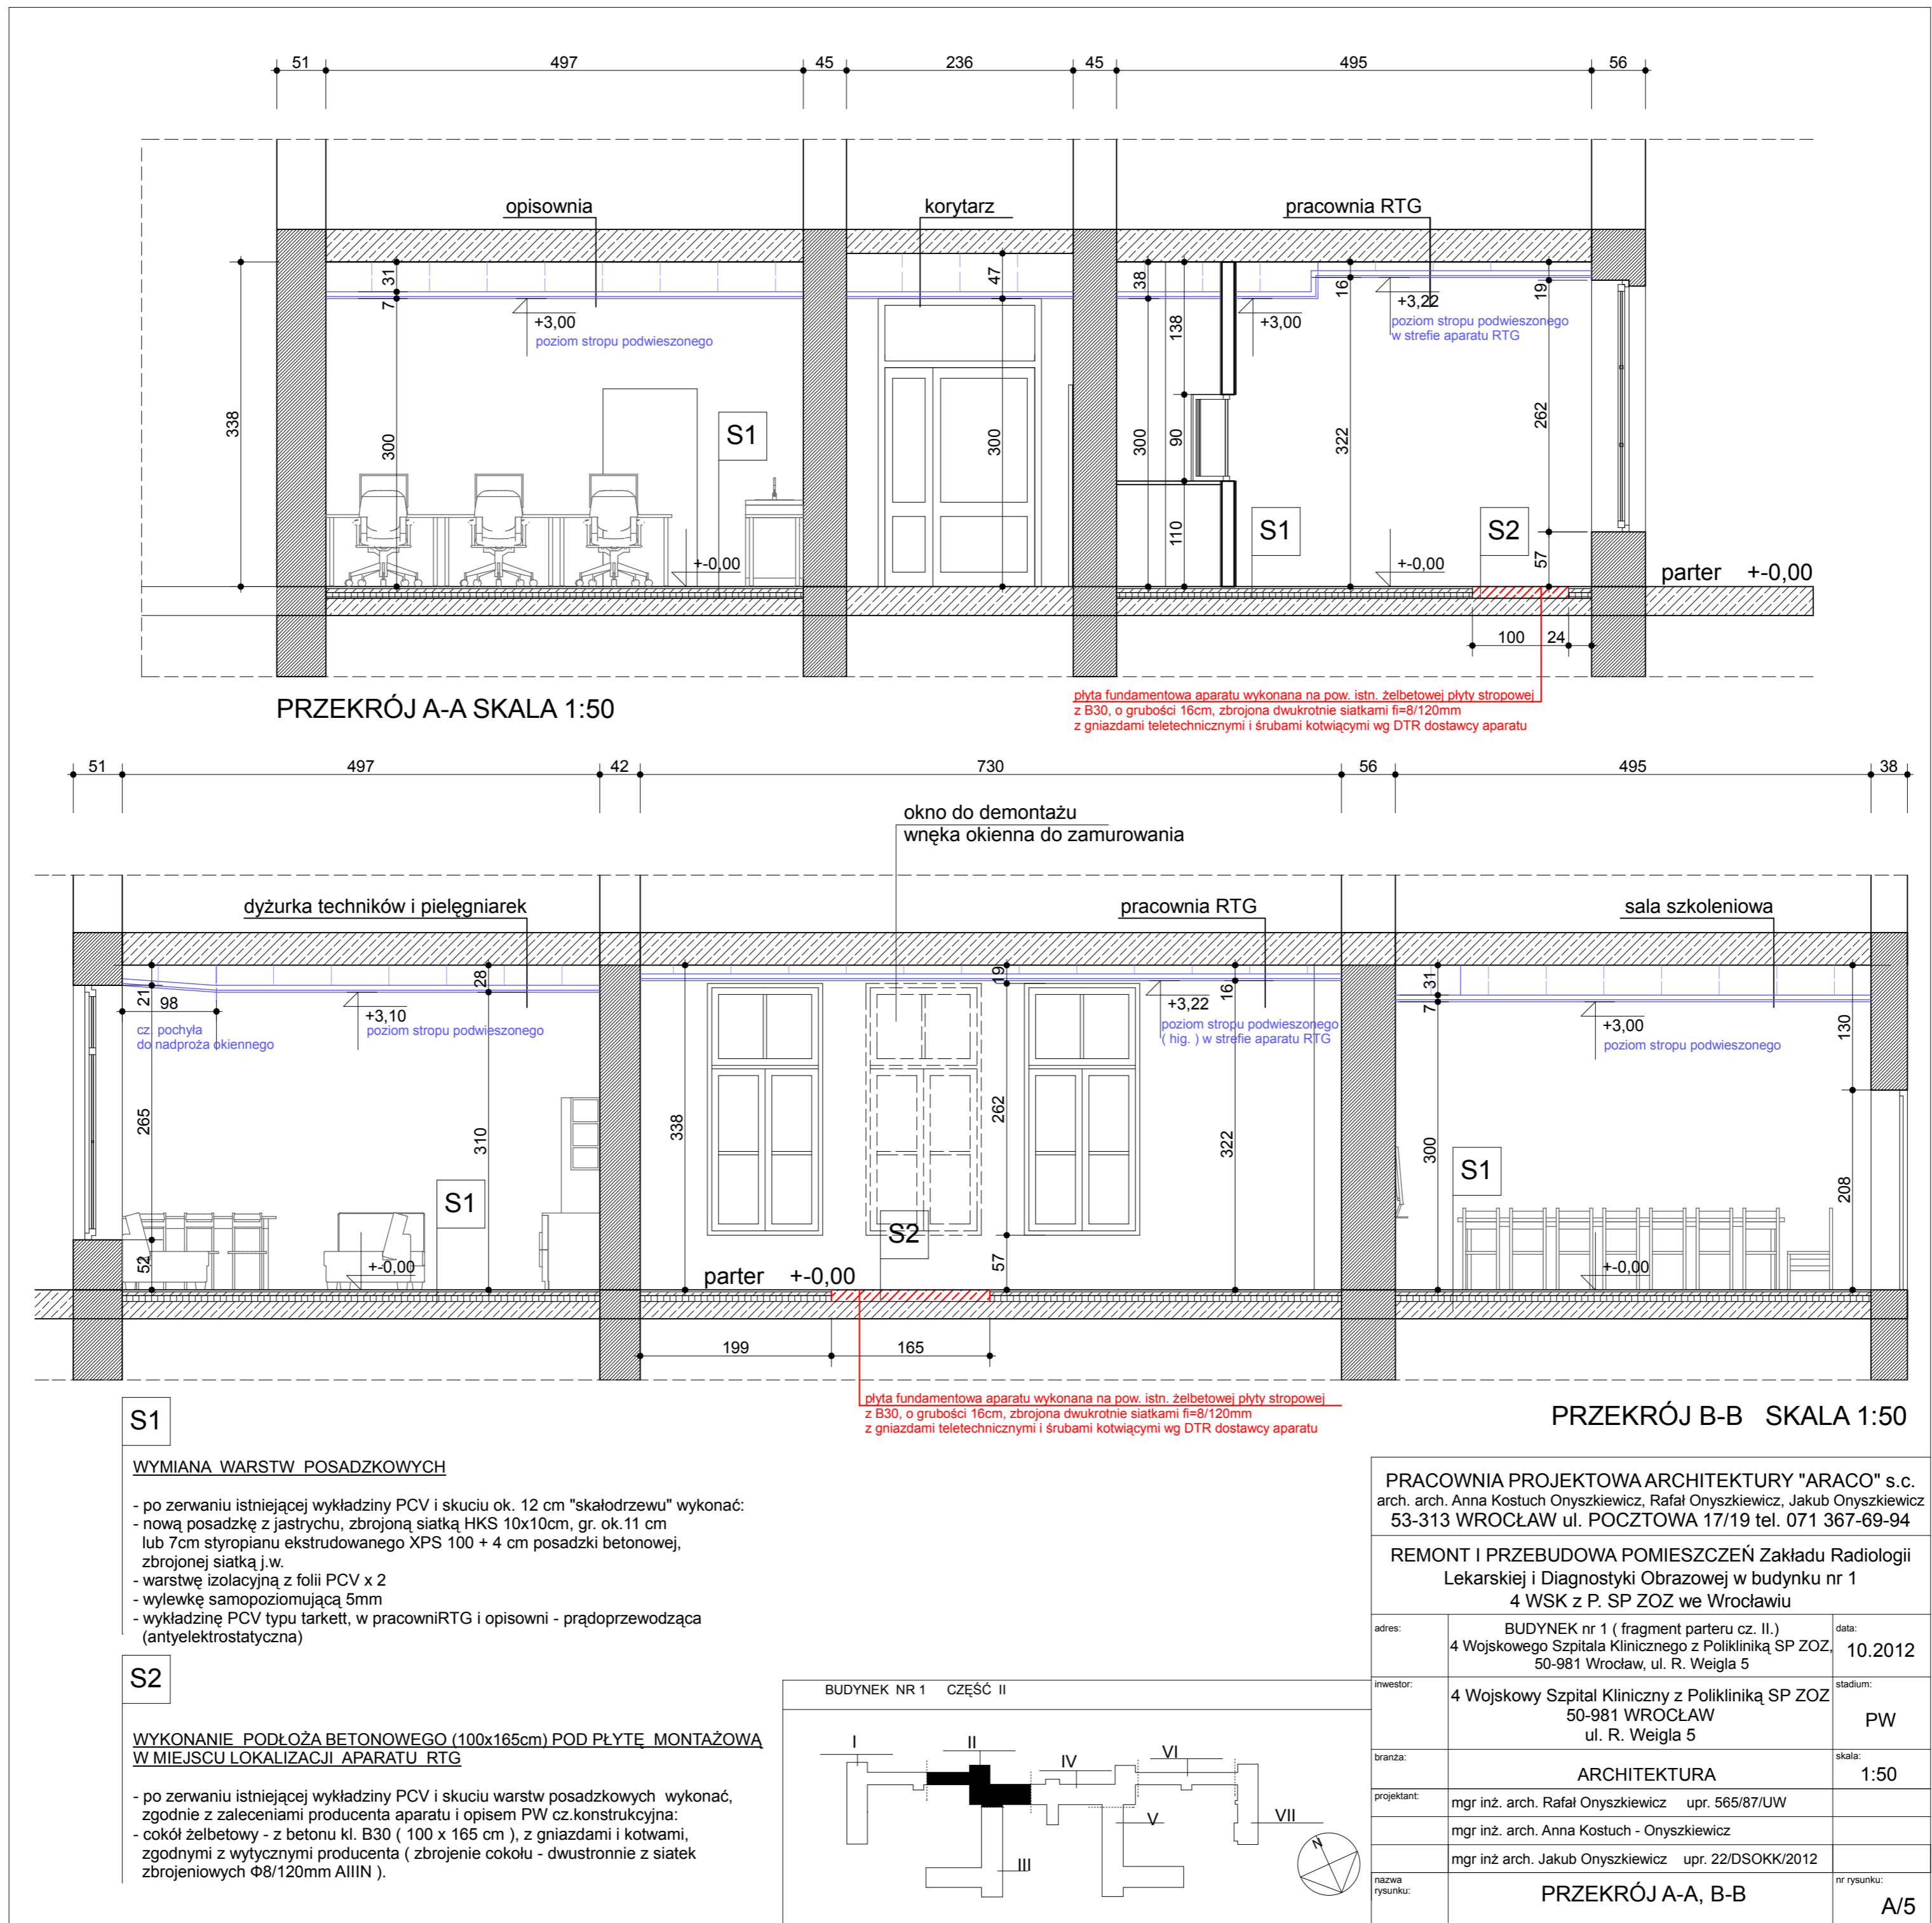 51 497 45 236 45 495 56
opisownia
korytarz
pracownia RTG
31
7
47
38
16
19
+3,00
poziom stropu podwieszonego
+3,00
+3,22
poziom stropu podwieszonego
w strefie aparatu RTG
138
338
300
S1
300
300
90
322
262
110
S1
S2
57
+-0,00
+-0,00
parter +-0,00
100 24
PRZEKRÓJ A-A SKALA 1:50
płyta fundamentowa aparatu wykonana na pow. istn. żelbetowej płyty stropowej
z B30, o grubości 16cm, zbrojona dwukrotnie siatkami fi=8/120mm
z gniazdami teletechnicznymi i śrubami kotwiącymi wg DTR dostawcy aparatu
51 497 42 730 56 495 38
okno do demontażu
wnęka okienna do zamurowania
dyżurka techników i pielęgniarek
pracownia RTG
sala szkoleniowa
21
98
28
19
16
31
7
130
cz. pochyła
do nadproża okiennego
+3,10
poziom stropu podwieszonego
+3,22
poziom stropu podwieszonego
( hig. ) w strefie aparatu RTG
+3,00
poziom stropu podwieszonego
265
310
338
262
322
300
208
S1
S2
S1
52
57
+-0,00
parter +-0,00
+-0,00
199 165
płyta fundamentowa aparatu wykonana na pow. istn. żelbetowej płyty stropowej
z B30, o grubości 16cm, zbrojona dwukrotnie siatkami fi=8/120mm
z gniazdami teletechnicznymi i śrubami kotwiącymi wg DTR dostawcy aparatu
PRZEKRÓJ B-B SKALA 1:50
S1
WYMIANA WARSTW POSADZKOWYCH
- po zerwaniu istniejącej wykładziny PCV i skuciu ok. 12 cm "skałodrzewu" wykonać:
- nową posadzkę z jastrychu, zbrojoną siatką HKS 10x10cm, gr. ok.11 cm
lub 7cm styropianu ekstrudowanego XPS 100 + 4 cm posadzki betonowej,
zbrojonej siatką j.w.
- warstwę izolacyjną z folii PCV x 2
- wylewkę samopoziomującą 5mm
- wykładzinę PCV typu tarkett, w pracowniRTG i opisowni - prądoprzewodząca
(antyelektrostatyczna)
S2
WYKONANIE PODŁOŻA BETONOWEGO (100x165cm) POD PŁYTĘ MONTAŻOWĄ
W MIEJSCU LOKALIZACJI APARATU RTG
- po zerwaniu istniejącej wykładziny PCV i skuciu warstw posadzkowych wykonać,
zgodnie z zaleceniami producenta aparatu i opisem PW cz.konstrukcyjna:
- cokół żelbetowy - z betonu kl. B30 ( 100 x 165 cm ), z gniazdami i kotwami,
zgodnymi z wytycznymi producenta ( zbrojenie cokołu - dwustronnie z siatek
zbrojeniowych Φ8/120mm AIIIN ).
BUDYNEK NR 1 CZĘŚĆ II
I
II
IV
VI
V
VII
III
N
PRACOWNIA PROJEKTOWA ARCHITEKTURY "ARACO" s.c.
arch. arch. Anna Kostuch Onyszkiewicz, Rafał Onyszkiewicz, Jakub Onyszkiewicz
53-313 WROCŁAW ul. POCZTOWA 17/19 tel. 071 367-69-94
REMONT I PRZEBUDOWA POMIESZCZEŃ Zakładu Radiologii
Lekarskiej i Diagnostyki Obrazowej w budynku nr 1
4 WSK z P. SP ZOZ we Wrocławiu
adres:
BUDYNEK nr 1 ( fragment parteru cz. II.)
4 Wojskowego Szpitala Klinicznego z Polikliniką SP ZOZ,
50-981 Wrocław, ul. R. Weigla 5
data:
10.2012
inwestor:
4 Wojskowy Szpital Kliniczny z Polikliniką SP ZOZ
50-981 WROCŁAW
ul. R. Weigla 5
stadium:
PW
branża:
ARCHITEKTURA
skala:
1:50
projektant:
mgr inż. arch. Rafał Onyszkiewicz upr. 565/87/UW
mgr inż. arch. Anna Kostuch - Onyszkiewicz
mgr inż arch. Jakub Onyszkiewicz upr. 22/DSOKK/2012
nazwa
rysunku:
PRZEKRÓJ A-A, B-B
nr rysunku:
A/5